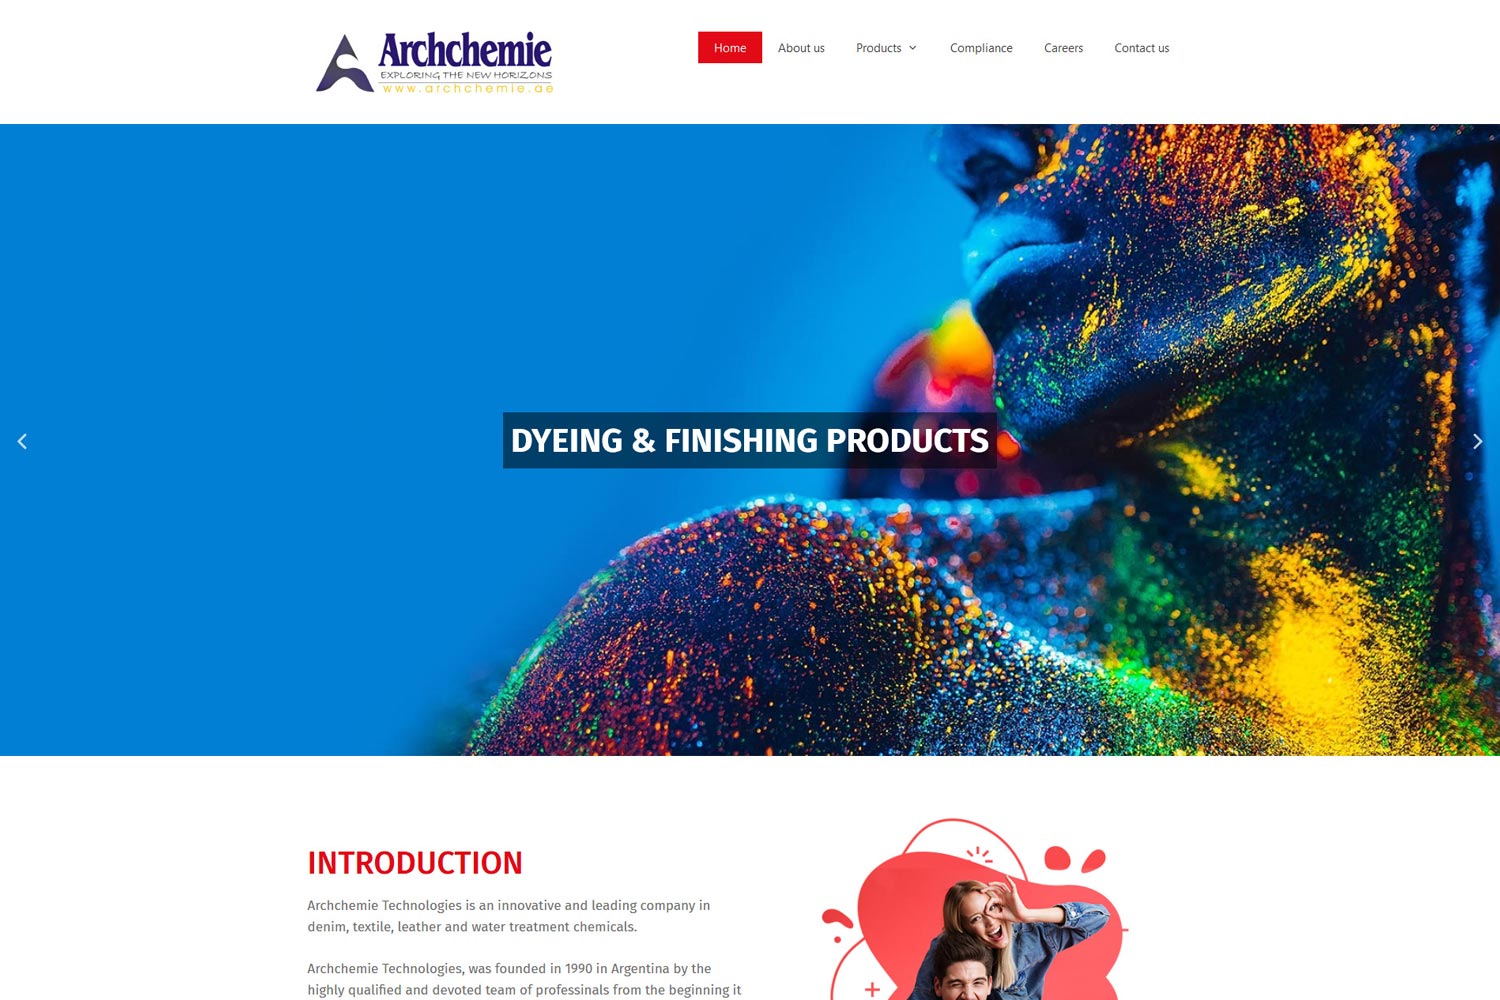 Archchemie
EXPLORING THE NEW HORIZONS
www.archchemie.ae
Home
About us
Products
Compliance
Careers
Contact us
DYEING & FINISHING PRODUCTS
INTRODUCTION
Archchemie Technologies is an innovative and leading company in
denim, textile, leather and water treatment chemicals.
Archchemie Technologies, was founded in 1990 in Argentina by the
highly qualified and devoted team of professinals from the beginning it